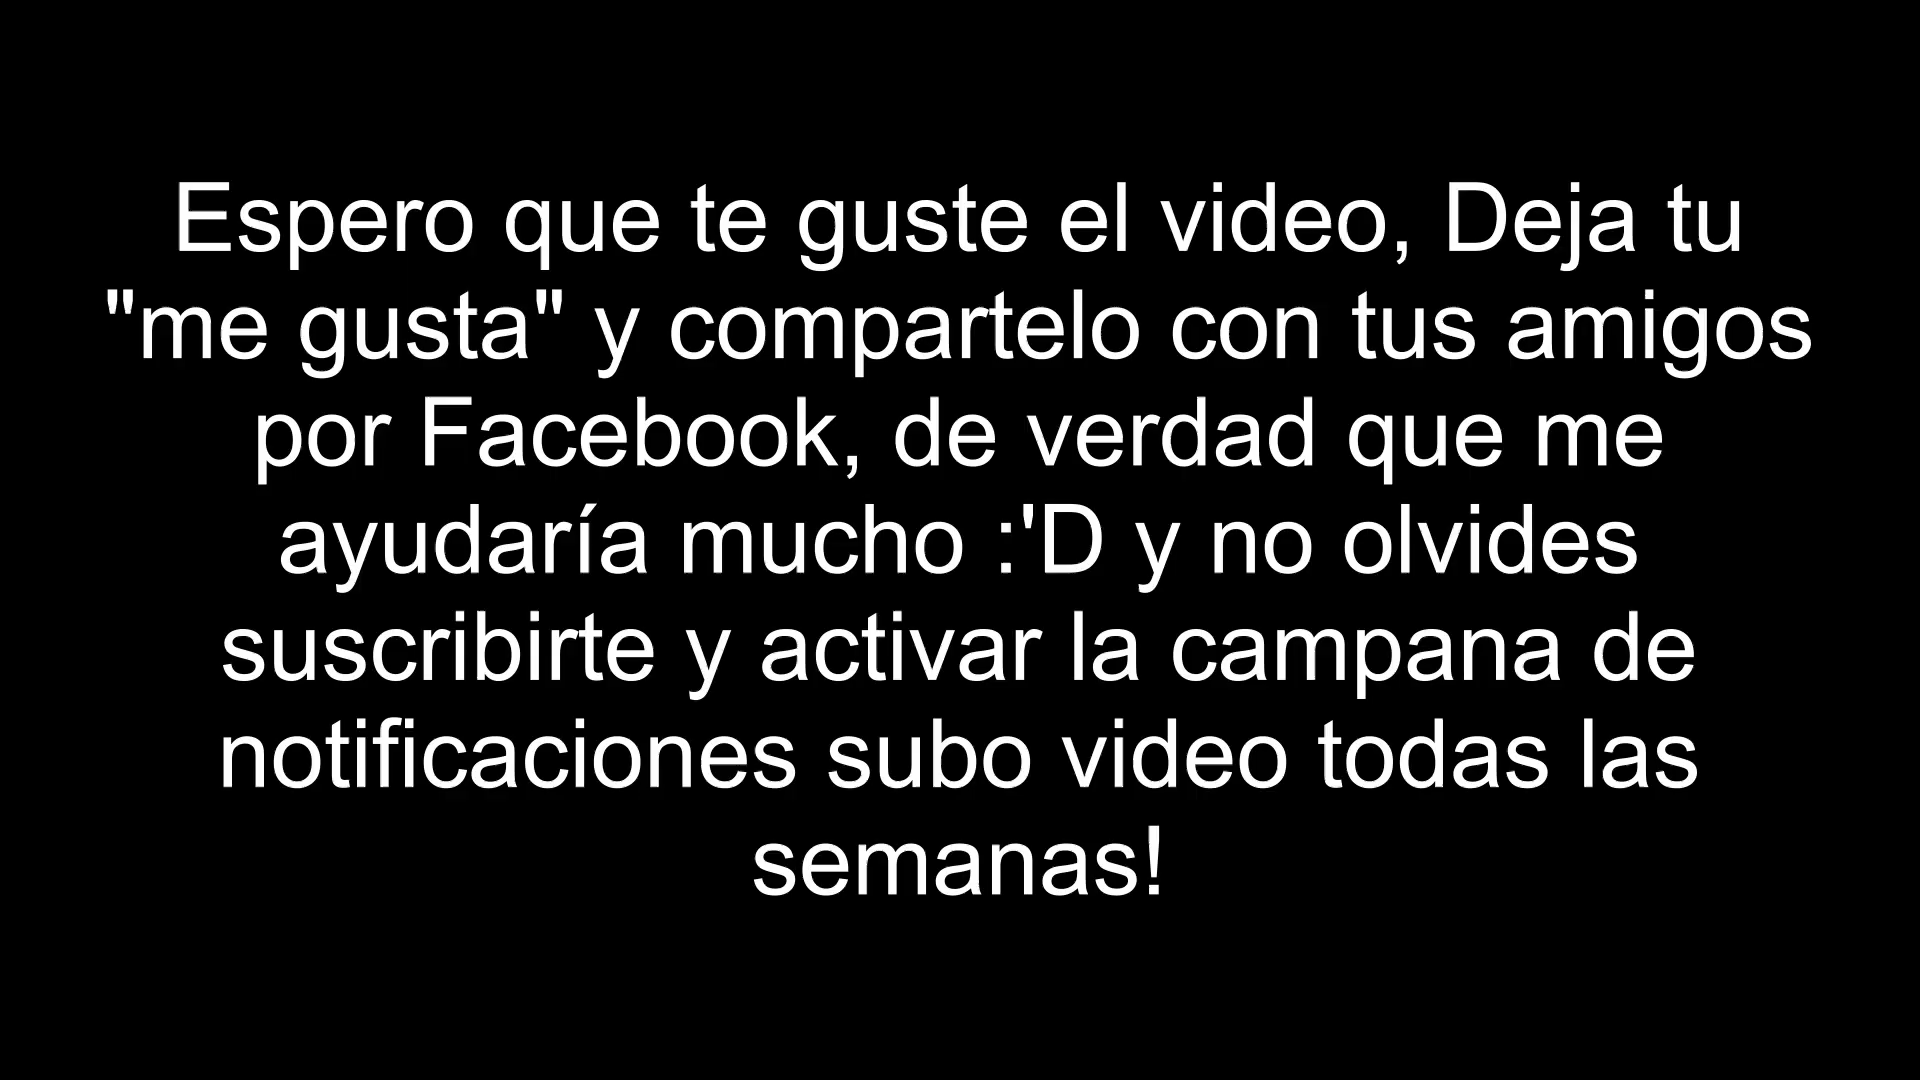 Espero que te guste el video, Deja tu
"me gusta" y compartelo con tus amigos
por Facebook, de verdad que me
ayudaría mucho :'D y no olvides
suscribirte y activar la campana de
notificaciones subo video todas las
semanas!